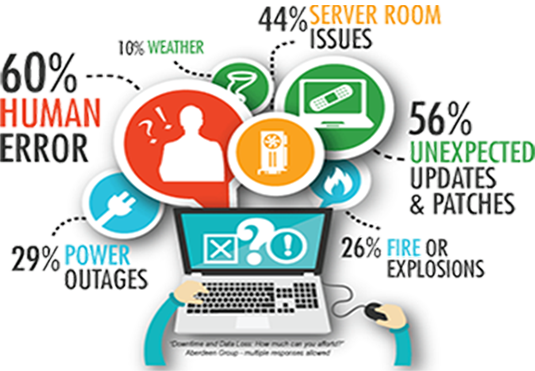 44% SERVER ROOM
ISSUES
10% WEATHER
60%
HUMAN
ERROR
?!
56%
UNEXPECTED
UPDATES
& PATCHES
29% POWER
OUTAGES
26% FIRE OR
EXPLOSIONS
? !
"Downtime and Data Loss: How much can you afford?"
Aberdeen Group - multiple responses allowed